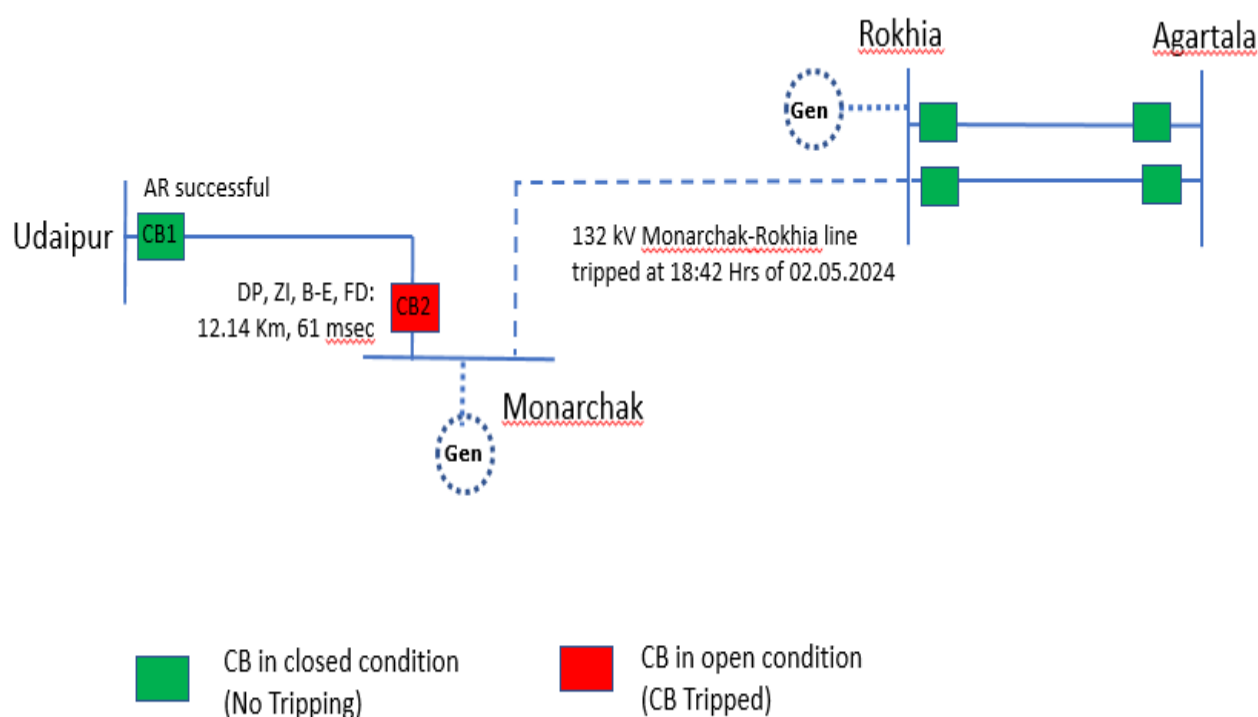 Rokhia
Agartala
Gen
AR successful
Udaipur
CB1
132 kV Monarchak-Rokhia line
tripped at 18:42 Hrs of 02.05.2024
DP, ZI, B-E, FD:
12.14 Km, 61 msec
CB2
Monarchak
Gen
CB in closed condition
(No Tripping)
CB in open condition
(CB Tripped)